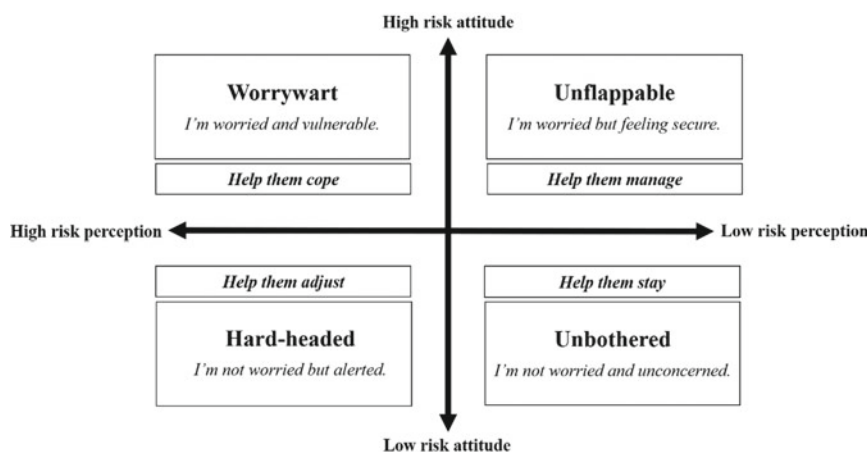 High risk attitude
Worrywart
I'm worried and vulnerable.
Help them cope
Unflappable
I'm worried but feeling secure.
Help them manage
High risk perception
Low risk perception
Help them adjust
Hard-headed
I'm not worried but alerted.
Help them stay
Unbothered
I'm not worried and unconcerned.
Low risk attitude